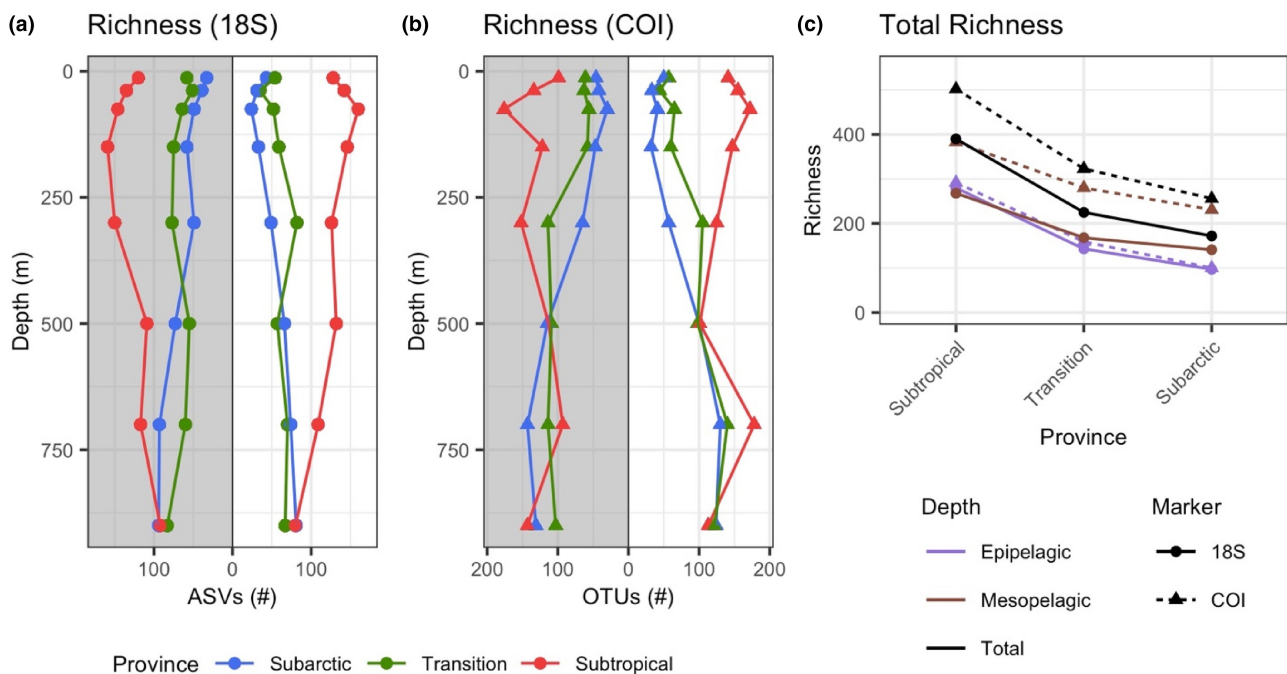 (a) Richness (18S)
0
250
500
750
Depth (m)
100 0 100
ASVs (#)
(b) Richness (COI)
0
250
500
750
Depth (m)
200 100 0 100 200
OTUs (#)
Province Subarctic Transition Subtropical
(c) Total Richness
400
200
0
Richness
Subtropical
Transition
Subarctic
Province
Depth
Epipelagic
Mesopelagic
Total
Marker
18S
COI